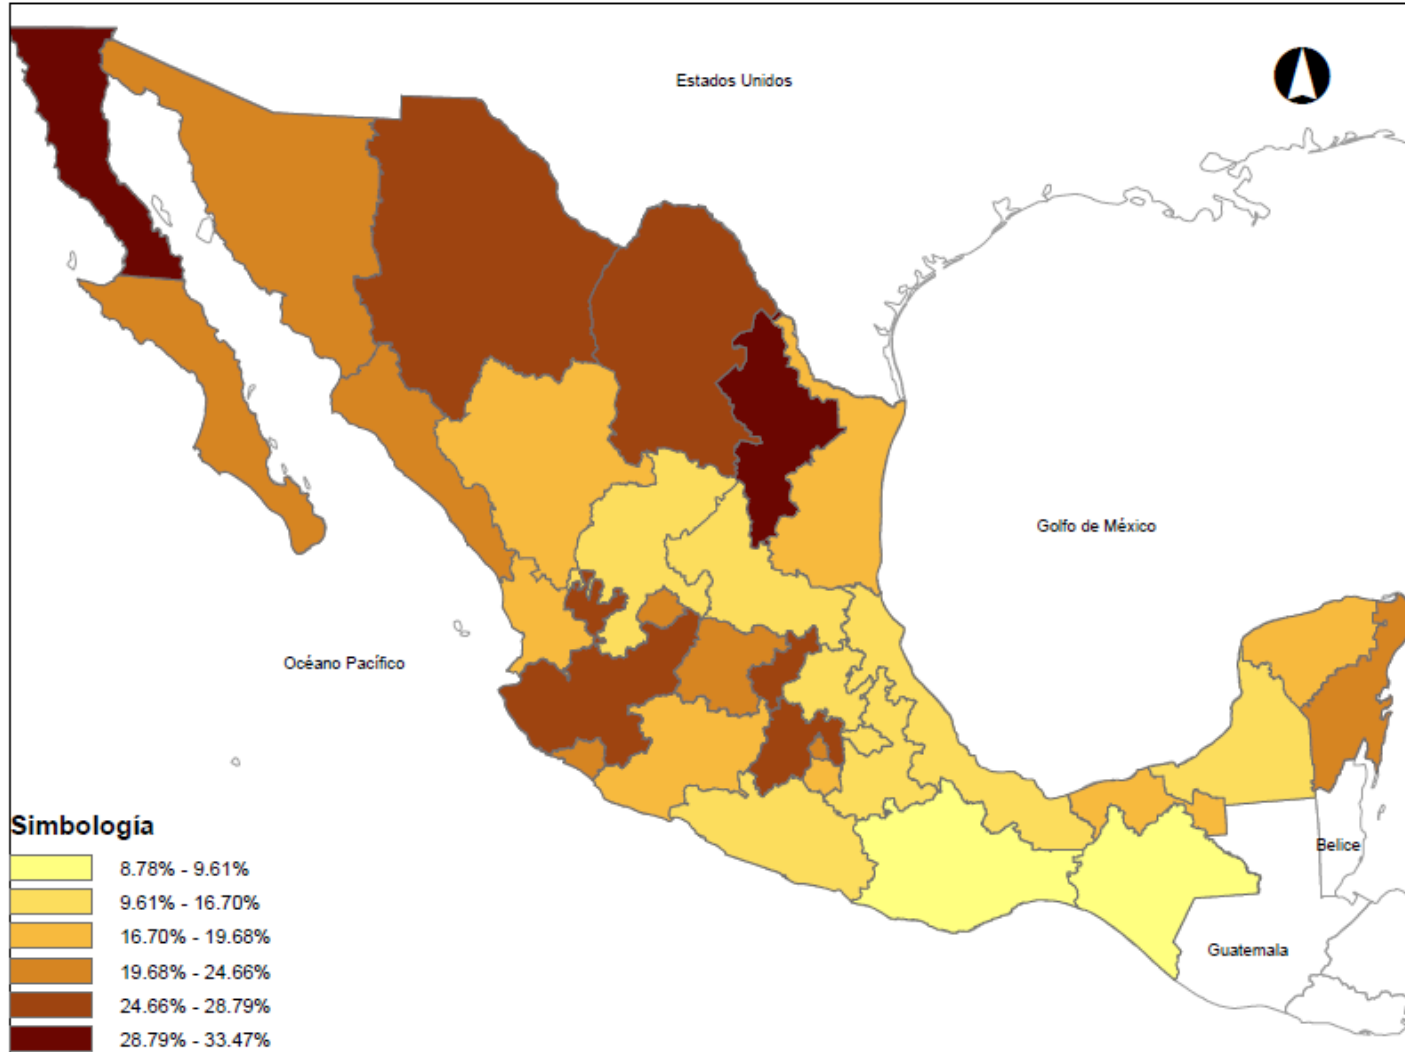 Estados Unidos
Golfo de México
Océano Pacífico
Simbología
8.78% - 9.61%
9.61% - 16.70%
16.70% - 19.68%
19.68% - 24.66%
24.66% - 28.79%
28.79% - 33.47%
Belice
Guatemala